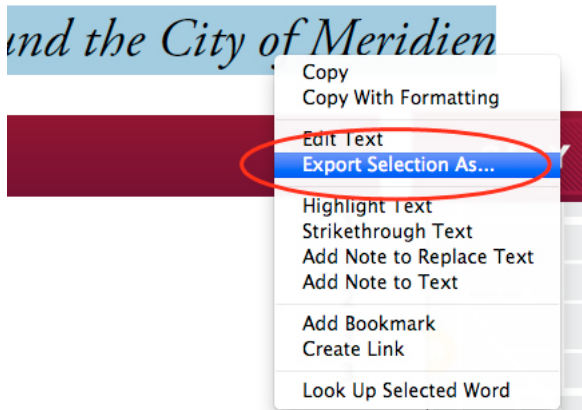 und the City of Meridien
Copy
Copy With Formatting
Edit Text
Export Selection As...
Highlight Text
Strikethrough Text
Add Note to Replace Text
Add Note to Text
Add Bookmark
Create Link
Look Up Selected Word